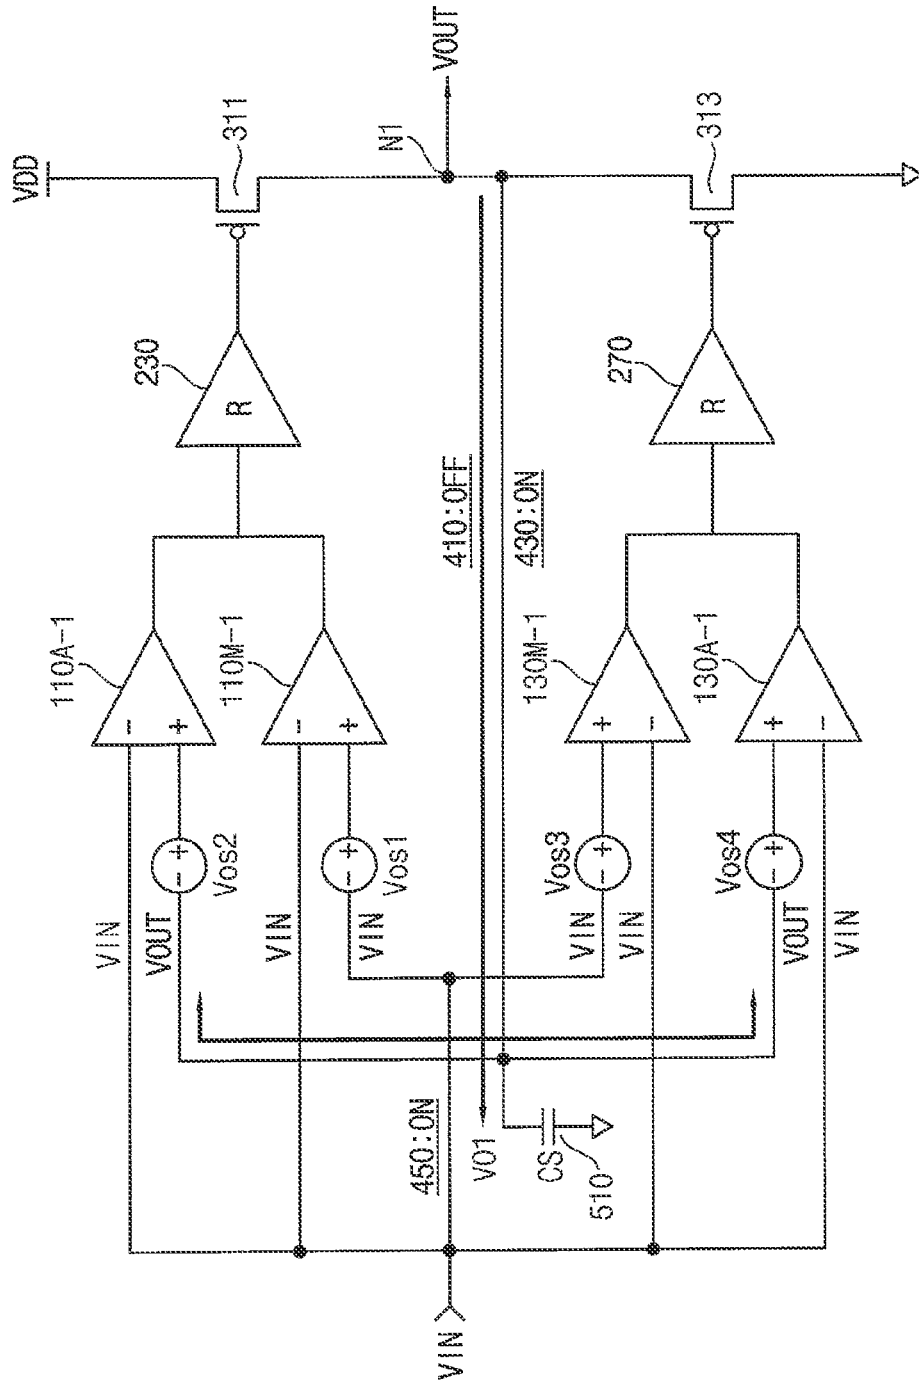 VDD
311
N1
VOUT
313
230
R
270
R
410:OFF
430:ON
110A-1
-
+
110M-1
-
+
130M-1
+
-
130A-1
+
-
- +
Vos2
- +
Vos1
- +
Vos3
- +
Vos4
VIN
VOUT
VIN
VIN
VIN
VIN
VOUT
VIN
450:ON
VO1
CS
510
VIN